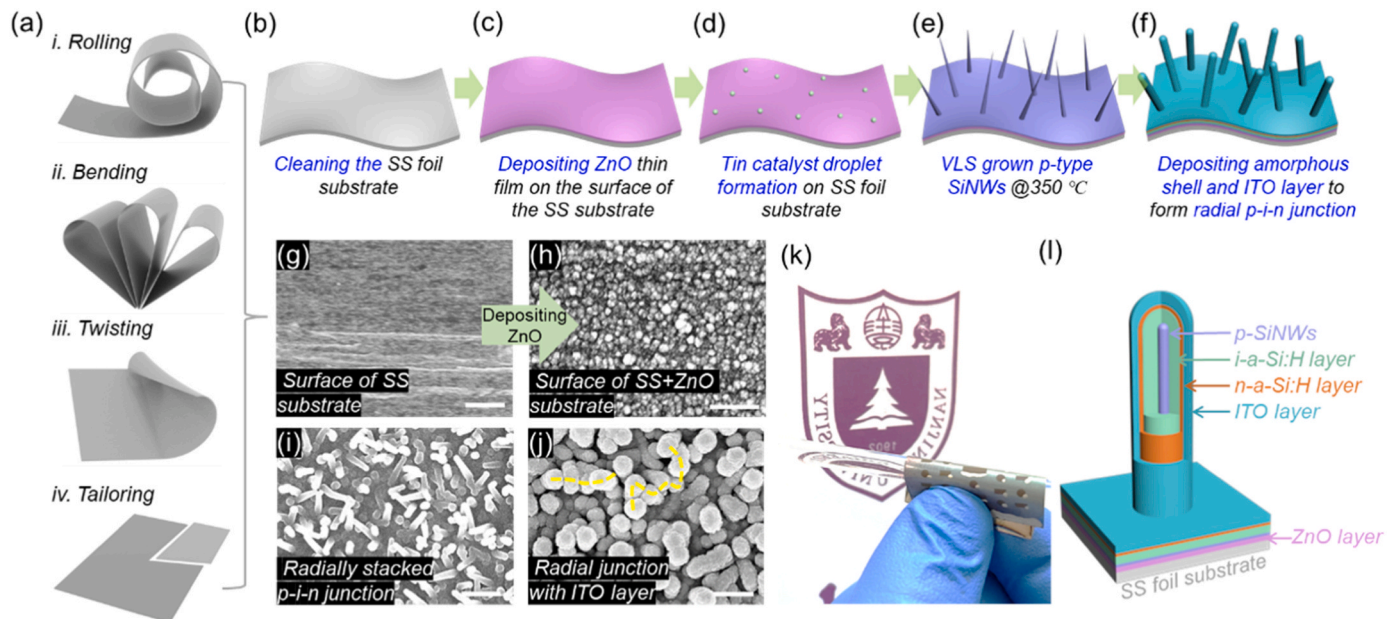 (a)
i. Rolling
ii. Bending
iii. Twisting
iv. Tailoring
(b)
Cleaning the SS foil
substrate
(c)
Depositing ZnO thin
film on the surface of
the SS substrate
(d)
Tin catalyst droplet
formation on SS foil
substrate
(e)
VLS grown p-type
SiNWs @350 ℃
(f)
Depositing amorphous
shell and ITO layer to
form radial p-i-n junction
(g)
Surface of SS
substrate
Depositing
ZnO
(h)
Surface of SS+ZnO
substrate
(i)
Radially stacked
p-i-n junction
(j)
Radial junction
with ITO layer
(k)
SITY
1902
NANJIN
(l)
p-SiNWs
i-a-Si:H layer
n-a-Si:H layer
ITO layer
ZnO layer
SS foil substrate